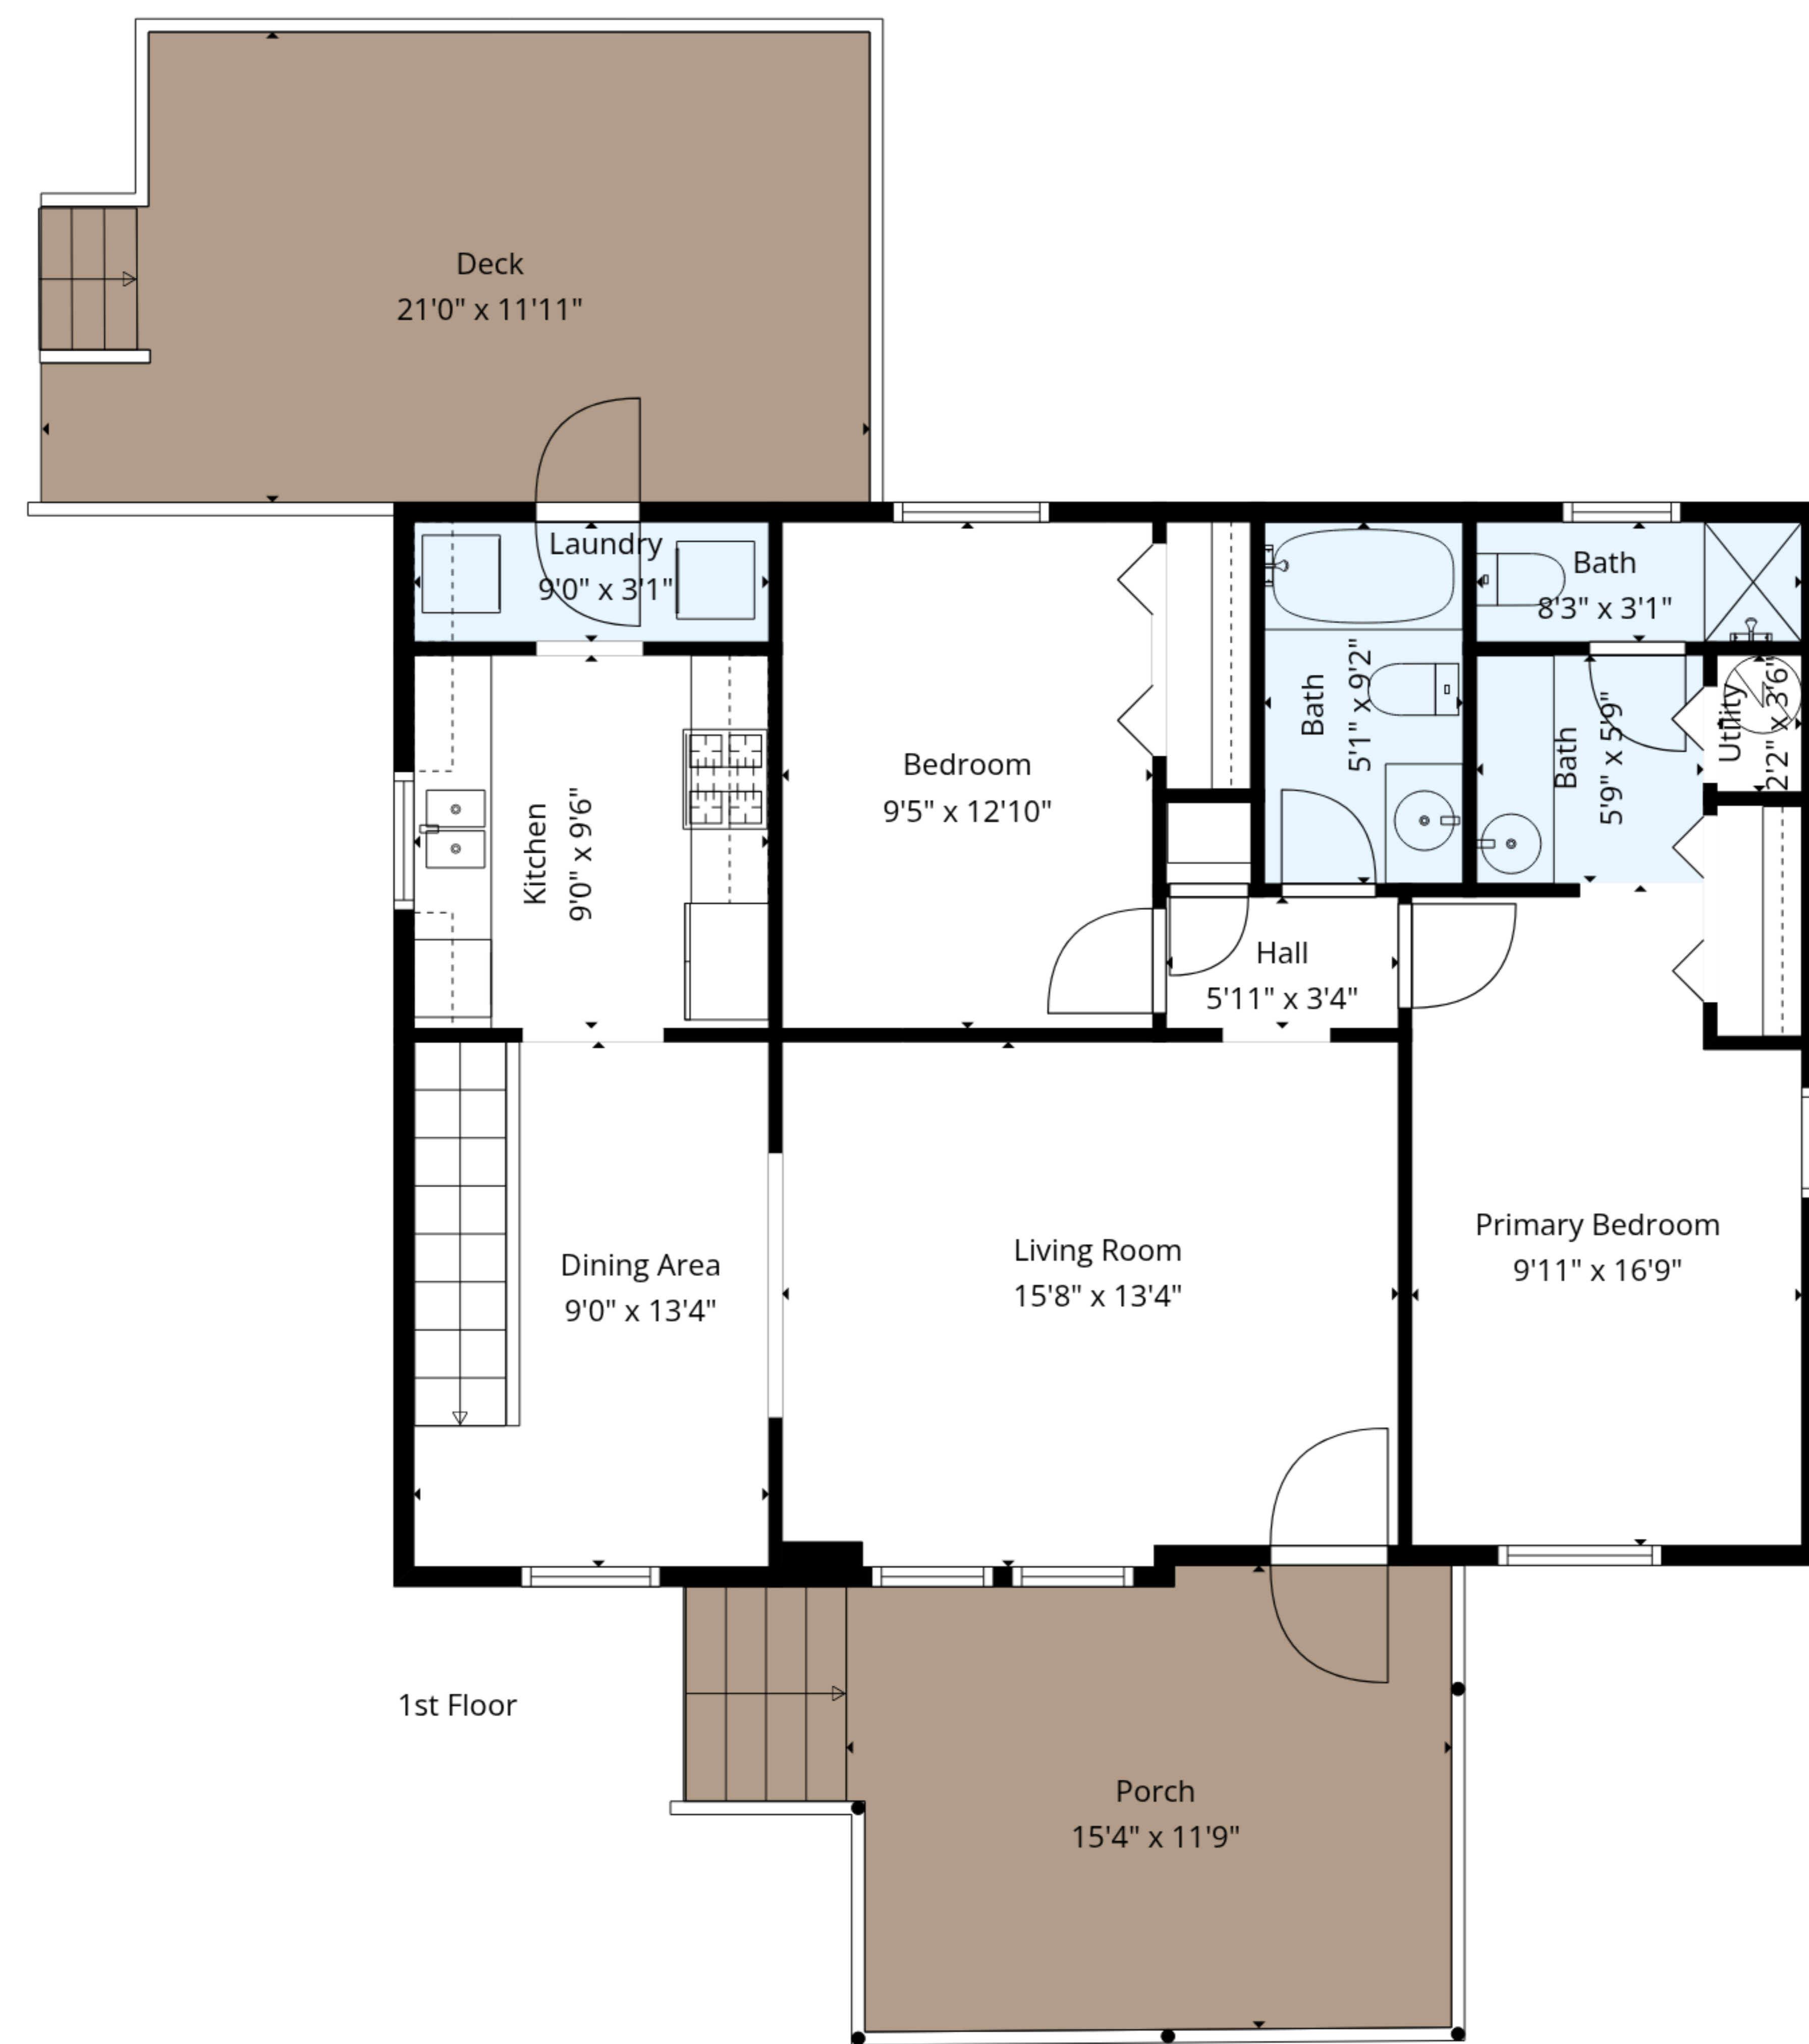 Deck
21'0" x 11'11"
Laundry
9'0" x 3'1"
Bath
8'3" x 3'1"
Kitchen
9'0" x 9'6"
Bedroom
9'5" x 12'10"
Bath
5'1" x 9'2"
Bath
5'9" x 5'9"
Utility
2'2" x 3'6"
Hall
5'11" x 3'4"
Dining Area
9'0" x 13'4"
Living Room
15'8" x 13'4"
Primary Bedroom
9'11" x 16'9"
1st Floor
Porch
15'4" x 11'9"